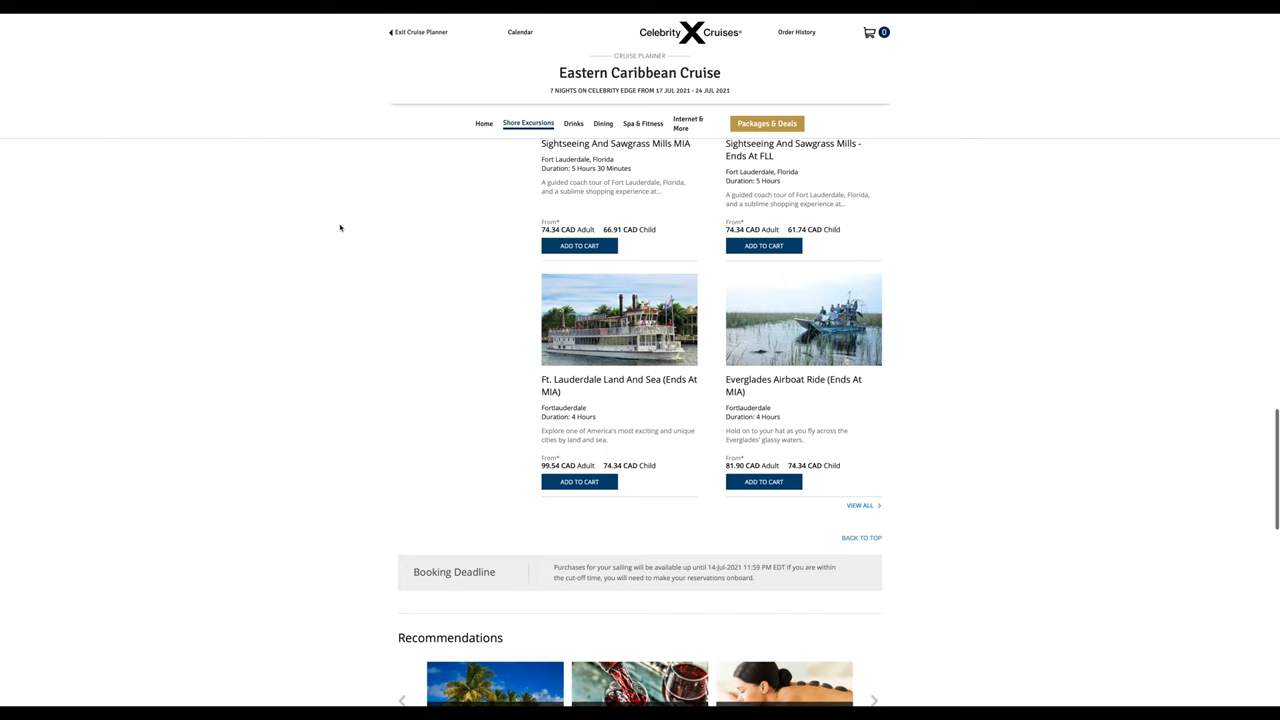 Exit Cruise Planner
Calendar
Celebrity X Cruises®
Order History
0
CRUISE PLANNER
Eastern Caribbean Cruise
7 NIGHTS ON CELEBRITY EDGE FROM 17 JUL 2021 - 24 JUL 2021
Home
Shore Excursions
Drinks
Dining
Spa & Fitness
Internet &
More
Packages & Deals
Sightseeing And Sawgrass Mills MIA
Fort Lauderdale, Florida
Duration: 5 Hours 30 Minutes
A guided coach tour of Fort Lauderdale, Florida,
and a sublime shopping experience at...
From*
74.34 CAD Adult 66.91 CAD Child
ADD TO CART
Sightseeing And Sawgrass Mills -
Ends At FLL
Fort Lauderdale, Florida
Duration: 5 Hours
A guided coach tour of Fort Lauderdale, Florida,
and a sublime shopping experience at...
From*
74.34 CAD Adult 61.74 CAD Child
ADD TO CART
Ft. Lauderdale Land And Sea (Ends At
MIA)
Fortlauderdale
Duration: 4 Hours
Explore one of America's most exciting and unique
cities by land and sea.
From*
99.54 CAD Adult 74.34 CAD Child
ADD TO CART
Everglades Airboat Ride (Ends At
MIA)
Fortlauderdale
Duration: 4 Hours
Hold on to your hat as you fly across the
Everglades' glassy waters.
From*
81.90 CAD Adult 74.34 CAD Child
ADD TO CART
VIEW ALL
BACK TO TOP
Booking Deadline
Purchases for your sailing will be available up until 14-Jul-2021 11:59 PM EDT If you are within
the cut-off time, you will need to make your reservations onboard.
Recommendations